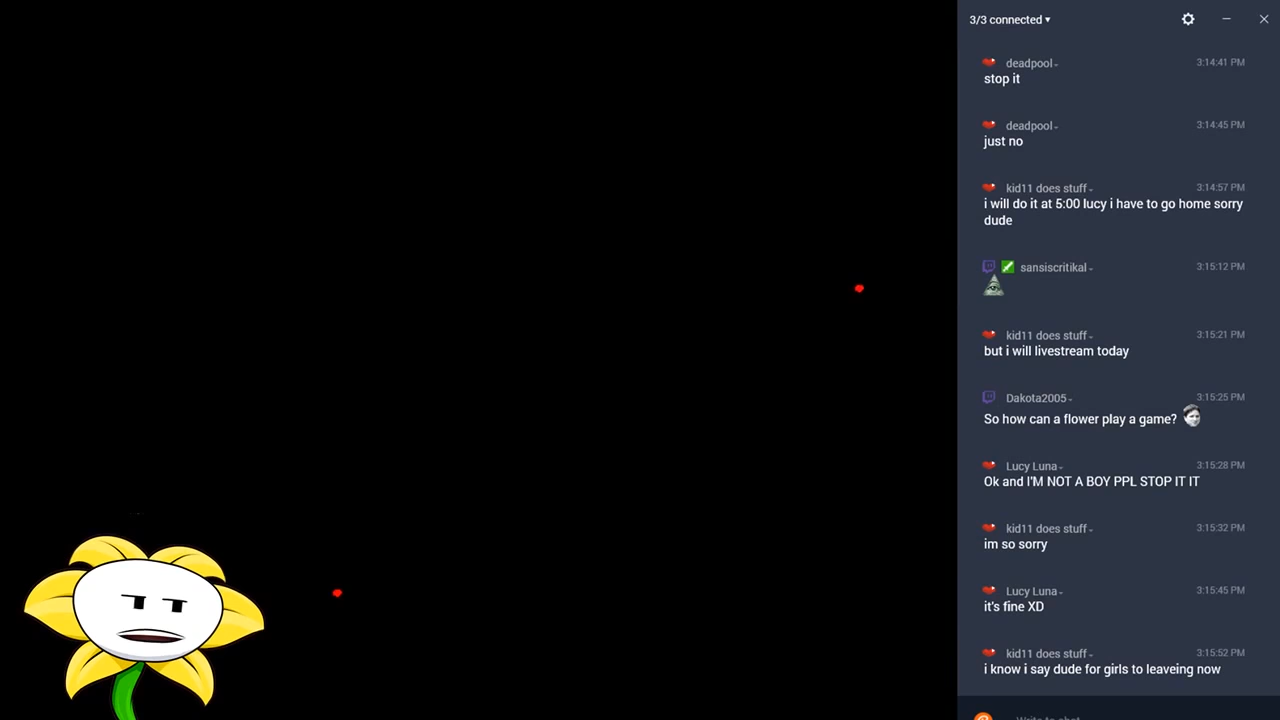 3/3 connected ▾
deadpool
3:14:41 PM
stop it
deadpool
3:14:45 PM
just no
kid11 does stuff
3:14:57 PM
i will do it at 5:00 lucy i have to go home sorry
dude
sansiscritikal
3:15:12 PM
kid11 does stuff
3:15:21 PM
but i will livestream today
Dakota2005
3:15:25 PM
So how can a flower play a game?
Lucy Luna
3:15:28 PM
Ok and I'M NOT A BOY PPL STOP IT IT
kid11 does stuff
3:15:32 PM
im so sorry
Lucy Luna
3:15:45 PM
it's fine XD
kid11 does stuff
3:15:52 PM
i know i say dude for girls to leaveing now
Write to chat